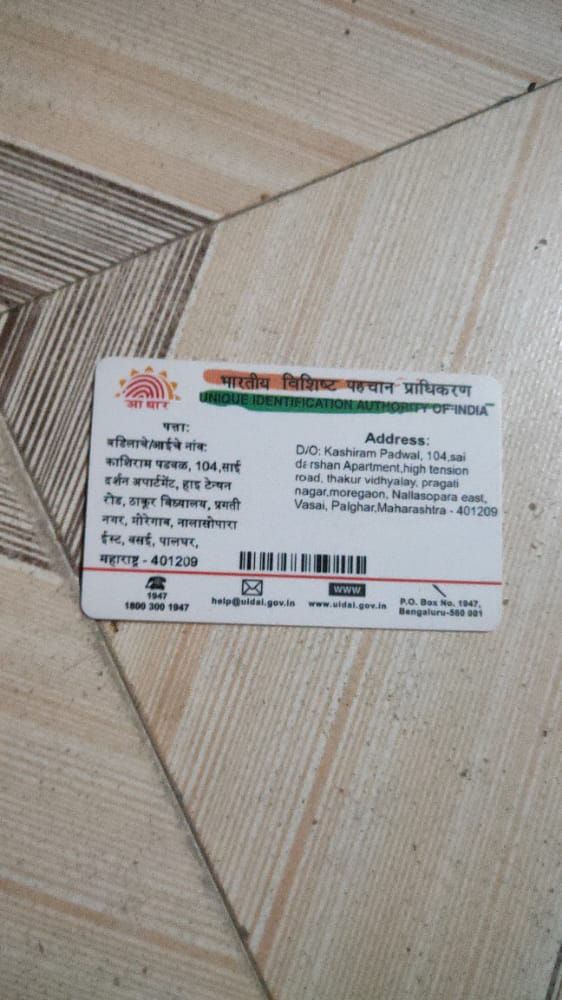 भारतीय विशिष्ट पहचान प्राधिकरण
UNIQUE IDENTIFICATION AUTHORITY OF INDIA
आधार
पत्ता:
वडिलाचे/आईचे नांव:
काशिराम पडवळ, 104,साई
दर्शन अपार्टमेंट, हाइ टेन्शन
रोड, ठाकूर विध्यालय, प्रगती
नगर, मोरेगाव, नालासोपारा
ईस्ट, वसई, पालघर,
महाराष्ट्र - 401209
Address:
D/O: Kashiram Padwal, 104,sai
darshan Apartment,high tension
road, thakur vidhyalay, pragati
nagar,moregaon, Nallasopara east,
Vasai, Palghar,Maharashtra - 401209
1947
1800 300 1947
help@uidai.gov.in
www
www.uidai.gov.in
P.O. Box No. 1947,
Bengaluru-560 001